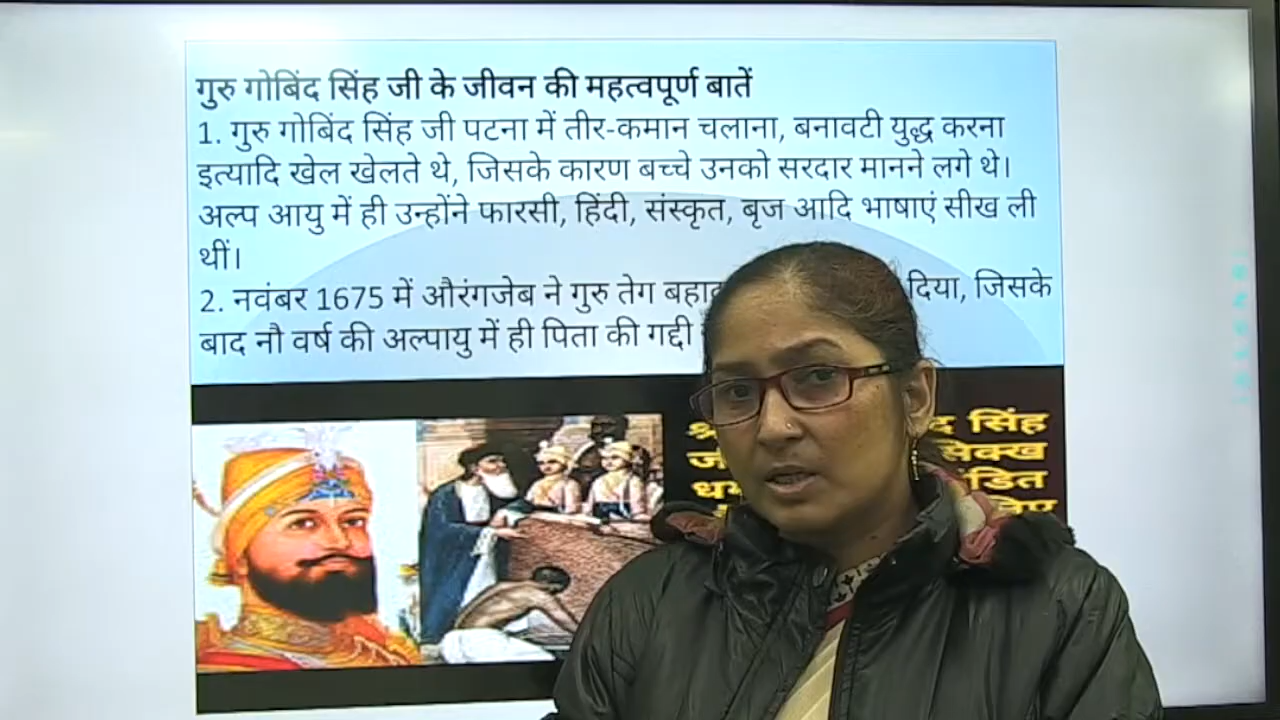 गुरु गोबिंद सिंह जी के जीवन की महत्वपूर्ण बातें
1. गुरु गोबिंद सिंह जी पटना में तीर-कमान चलाना, बनावटी युद्ध करना
इत्यादि खेल खेलते थे, जिसके कारण बच्चे उनको सरदार मानने लगे थे।
अल्प आयु में ही उन्होंने फारसी, हिंदी, संस्कृत, बृज आदि भाषाएं सीख ली
थीं।
2. नवंबर 1675 में औरंगजेब ने गुरु तेग दिया, जिसके
बाद नौ वर्ष की अल्पायु में ही पिता की गद्दी
सिंह